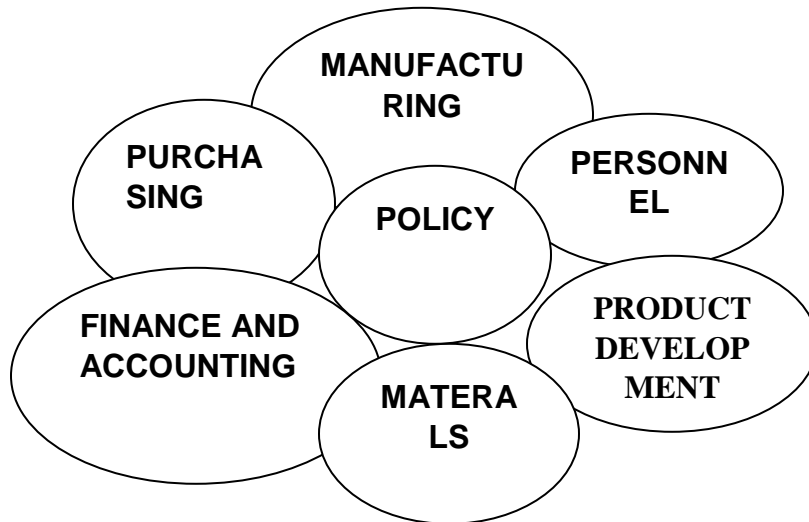 MANUFACTU
RING
PURCHA
SING
PERSONN
EL
POLICY
FINANCE AND
ACCOUNTING
PRODUCT
DEVELOP
MENT
MATERA
LS